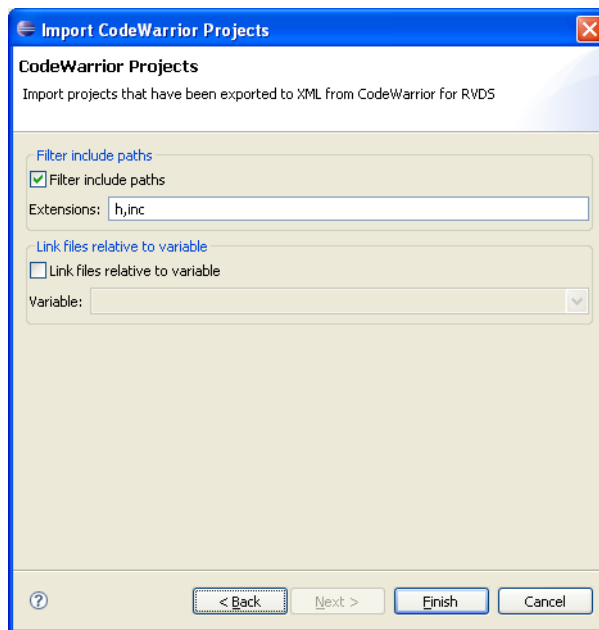 Import CodeWarrior Projects
CodeWarrior Projects
Import projects that have been exported to XML from CodeWarrior for RVDS
Filter include paths
Filter include paths
Extensions: h,inc
Link files relative to variable
Link files relative to variable
Variable:
? < Back Next > Finish Cancel